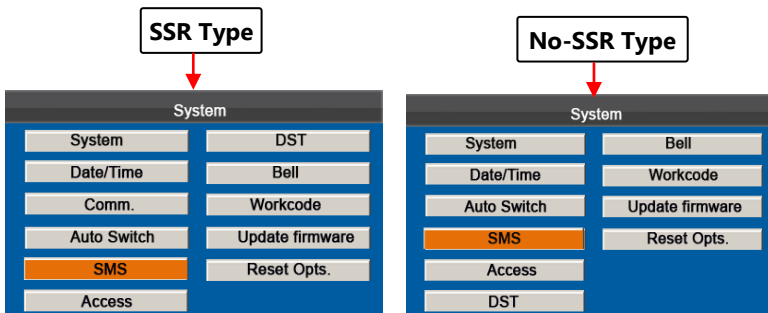 SSR Type
No-SSR Type
System
System DST
Date/Time Bell
Comm. Workcode
Auto Switch Update firmware
SMS Reset Opts.
Access
System
System Bell
Date/Time Workcode
Auto Switch Update firmware
SMS Reset Opts.
Access
DST